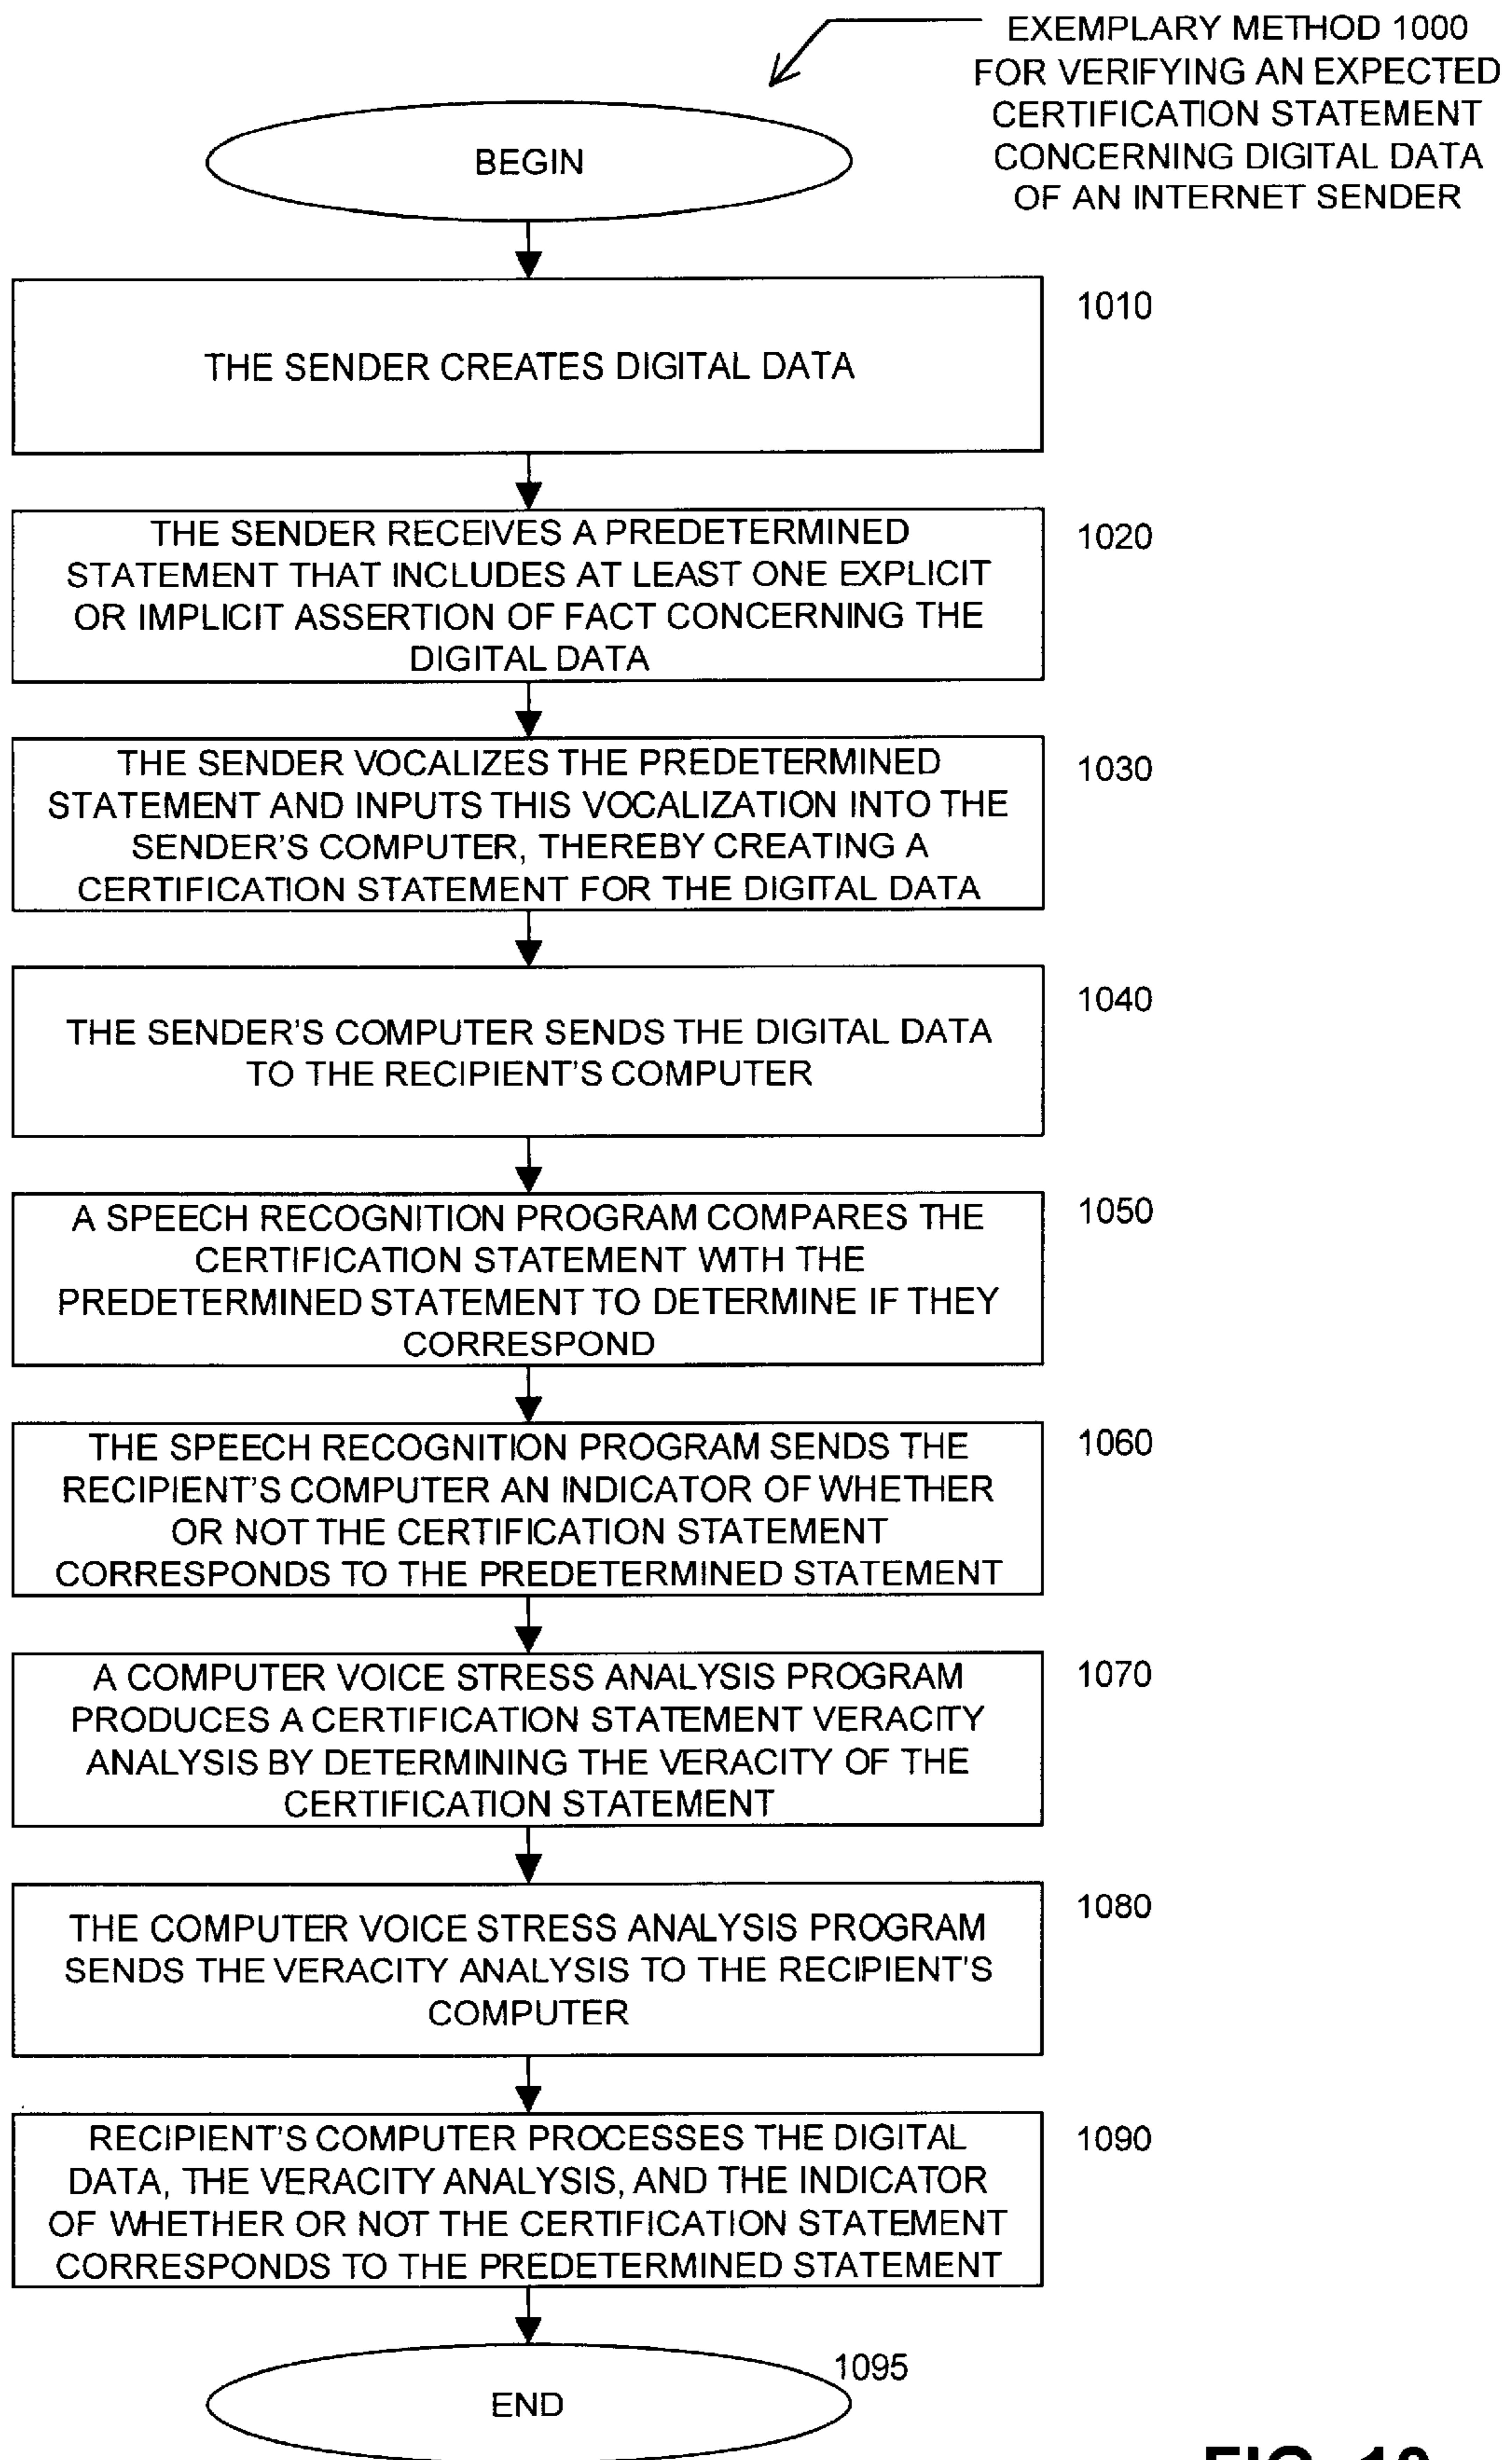 EXEMPLARY METHOD 1000
FOR VERIFYING AN EXPECTED
CERTIFICATION STATEMENT
CONCERNING DIGITAL DATA
OF AN INTERNET SENDER
BEGIN
1010
THE SENDER CREATES DIGITAL DATA
1020
THE SENDER RECEIVES A PREDETERMINED
STATEMENT THAT INCLUDES AT LEAST ONE EXPLICIT
OR IMPLICIT ASSERTION OF FACT CONCERNING THE
DIGITAL DATA
1030
THE SENDER VOCALIZES THE PREDETERMINED
STATEMENT AND INPUTS THIS VOCALIZATION INTO THE
SENDER'S COMPUTER, THEREBY CREATING A
CERTIFICATION STATEMENT FOR THE DIGITAL DATA
1040
THE SENDER'S COMPUTER SENDS THE DIGITAL DATA
TO THE RECIPIENT'S COMPUTER
1050
A SPEECH RECOGNITION PROGRAM COMPARES THE
CERTIFICATION STATEMENT WITH THE
PREDETERMINED STATEMENT TO DETERMINE IF THEY
CORRESPOND
1060
THE SPEECH RECOGNITION PROGRAM SENDS THE
RECIPIENT'S COMPUTER AN INDICATOR OF WHETHER
OR NOT THE CERTIFICATION STATEMENT
CORRESPONDS TO THE PREDETERMINED STATEMENT
1070
A COMPUTER VOICE STRESS ANALYSIS PROGRAM
PRODUCES A CERTIFICATION STATEMENT VERACITY
ANALYSIS BY DETERMINING THE VERACITY OF THE
CERTIFICATION STATEMENT
1080
THE COMPUTER VOICE STRESS ANALYSIS PROGRAM
SENDS THE VERACITY ANALYSIS TO THE RECIPIENT'S
COMPUTER
1090
RECIPIENT'S COMPUTER PROCESSES THE DIGITAL
DATA, THE VERACITY ANALYSIS, AND THE INDICATOR
OF WHETHER OR NOT THE CERTIFICATION STATEMENT
CORRESPONDS TO THE PREDETERMINED STATEMENT
1095
END
FIG.